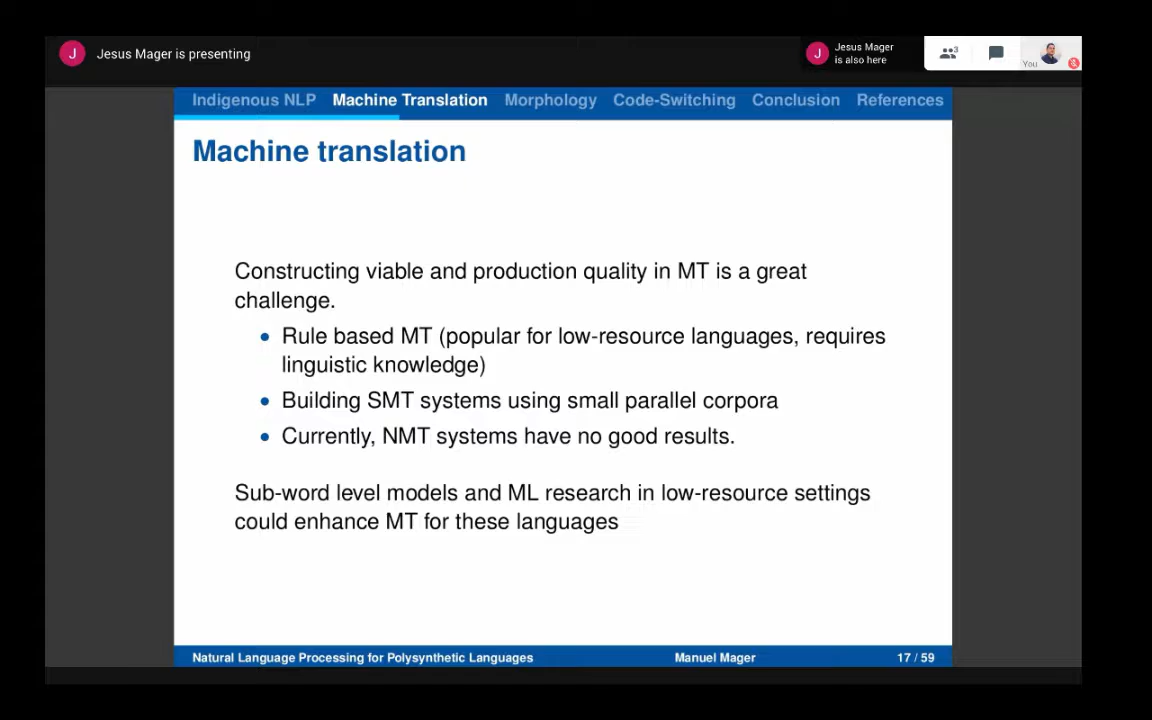 J Jesus Mager is presenting
J Jesus Mager
is also here
3
You
Indigenous NLP Machine Translation Morphology Code-Switching Conclusion References
Machine translation
Constructing viable and production quality in MT is a great
challenge.
• Rule based MT (popular for low-resource languages, requires
linguistic knowledge)
• Building SMT systems using small parallel corpora
• Currently, NMT systems have no good results.
Sub-word level models and ML research in low-resource settings
could enhance MT for these languages
Natural Language Processing for Polysynthetic Languages Manuel Mager 17 / 59